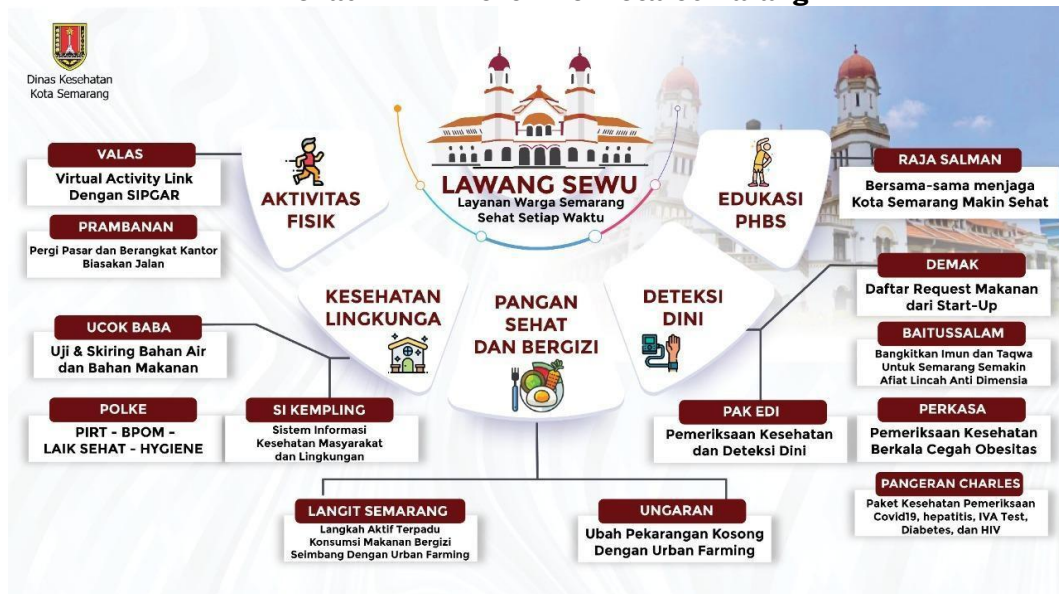 Dinas Kesehatan
Kota Semarang
LAWANG SEWU
Layanan Warga Semarang
Sehat Setiap Waktu
VALAS
Virtual Activity Link
Dengan SIPGAR
PRAMBANAN
Pergi Pasar dan Berangkat Kantor
Biasakan Jalan
AKTIVITAS
FISIK
EDUKASI
PHBS
RAJA SALMAN
Bersama-sama menjaga
Kota Semarang Makin Sehat
KESEHATAN
LINGKUNGA
PANGAN
SEHAT
DAN BERGIZI
DETEKSI
DINI
DEMAK
Daftar Request Makanan
dari Start-Up
UCOK BABA
Uji & Skiring Bahan Air
dan Bahan Makanan
BAITUSSALAM
Bangkitkan Imun dan Taqwa
Untuk Semarang Semakin
Afiat Lincah Anti Dimensia
POLKE
PIRT - BPOM -
LAIK SEHAT - HYGIENE
SI KEMPLING
Sistem Informasi
Kesehatan Masyarakat
dan Lingkungan
PAK EDI
Pemeriksaan Kesehatan
dan Deteksi Dini
PERKASA
Pemeriksaan Kesehatan
Berkala Cegah Obesitas
PANGERAN CHARLES
Paket Kesehatan Pemeriksaan
Covid19, hepatitis, IVA Test,
Diabetes, dan HIV
LANGIT SEMARANG
Langkah Aktif Terpadu
Konsumsi Makanan Bergizi
Seimbang Dengan Urban Farming
UNGARAN
Ubah Pekarangan Kosong
Dengan Urban Farming